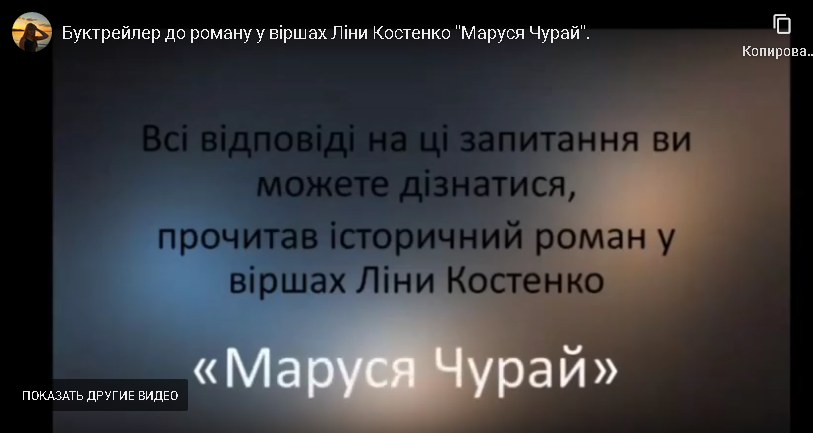 Буктрейлер до роману у віршах Ліни Костенко "Маруся Чурай".
Копирова...
Всі відповіді на ці запитання ви
можете дізнатися,
прочитав історичний роман у
віршах Ліни Костенко
«Маруся Чурай»
ПОКАЗАТЬ ДРУГИЕ ВИДЕО